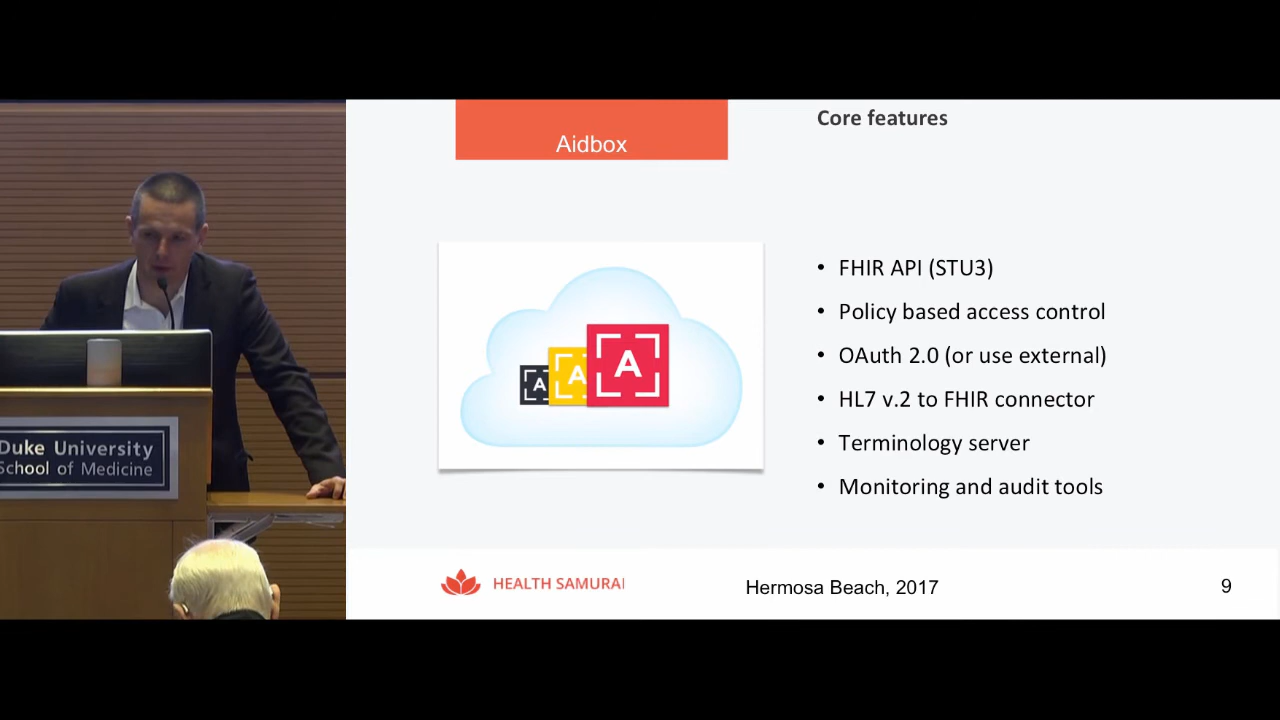 Aidbox
Core features
A
A
A
• FHIR API (STU3)
• Policy based access control
• OAuth 2.0 (or use external)
• HL7 v.2 to FHIR connector
• Terminology server
• Monitoring and audit tools
Duke University
School of Medicine
HEALTH SAMURAI
Hermosa Beach, 2017
9